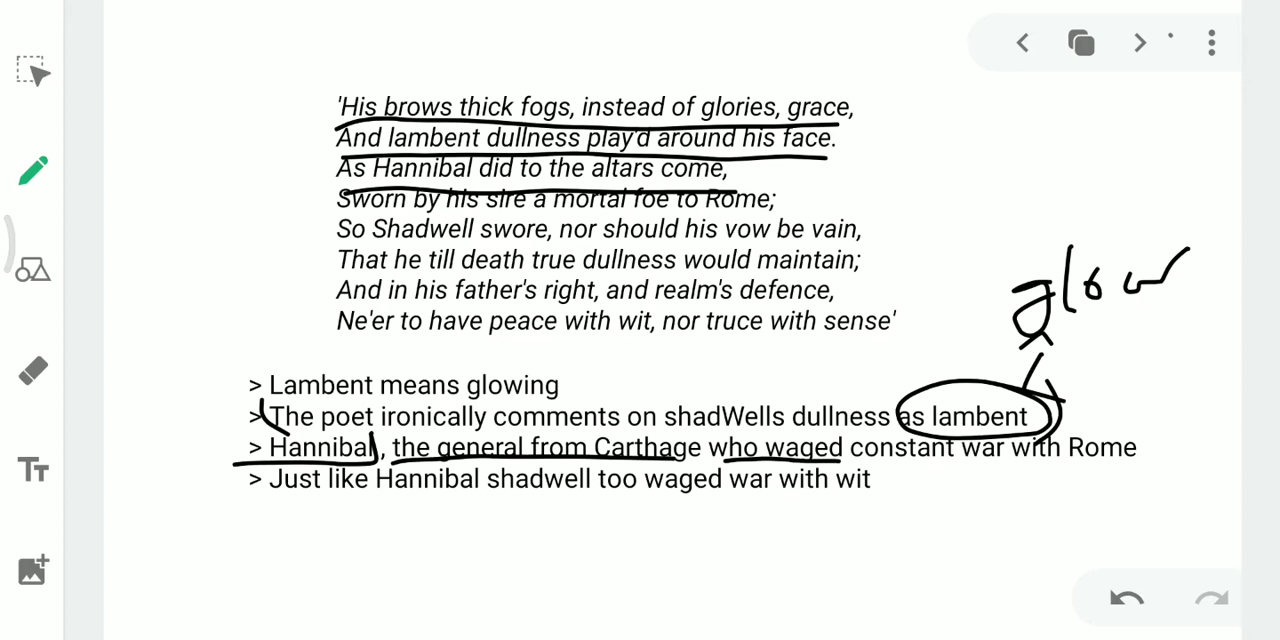 'His brows thick fogs, instead of glories, grace,
And lambent dullness play'd around his face.
As Hannibal did to the altars come,
Sworn by his sire a mortal foe to Rome;
So Shadwell swore, nor should his vow be vain,
That he till death true dullness would maintain;
And in his father's right, and realm's defence,
Ne'er to have peace with wit, nor truce with sense'
glow
> Lambent means glowing
> The poet ironically comments on shadWells dullness as lambent
> Hannibal, the general from Carthage who waged constant war with Rome
> Just like Hannibal shadwell too waged war with wit
Tт